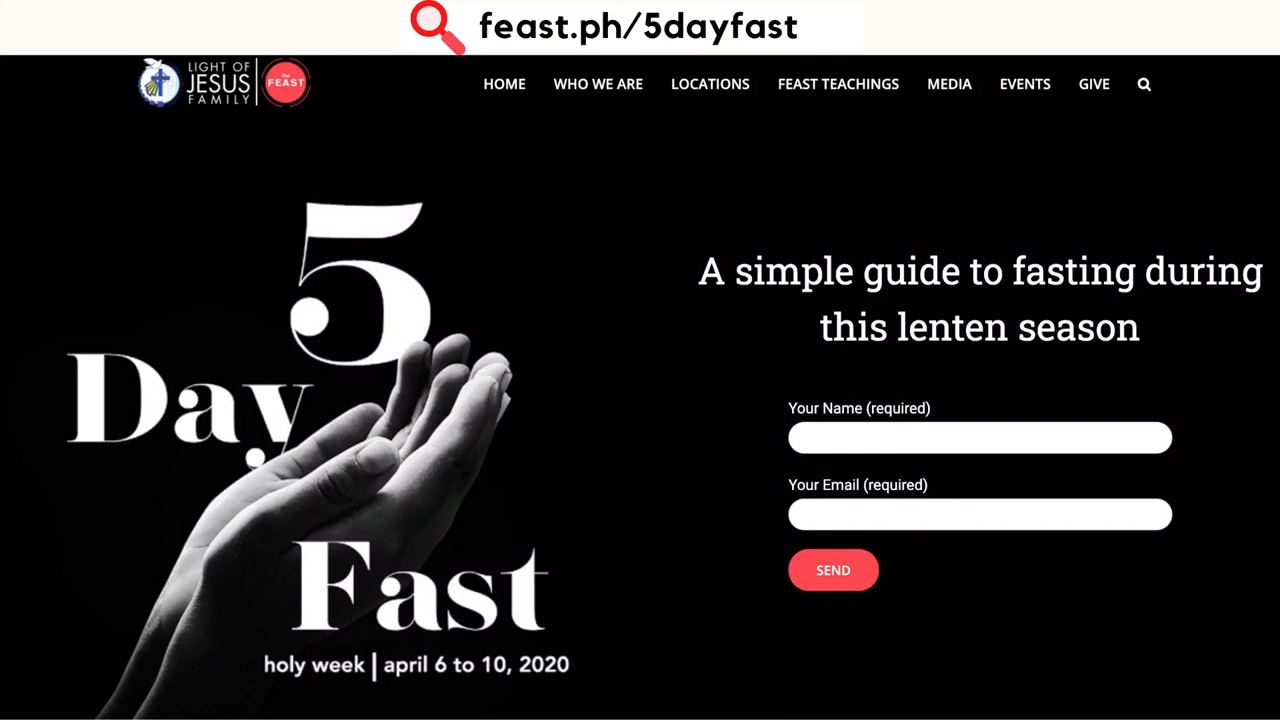 feast.ph/5dayfast
LIGHT OF
JESUS
FAMILY
the
FEAST
HOME WHO WE ARE LOCATIONS FEAST TEACHINGS MEDIA EVENTS GIVE
5
Day
Fast
holy week | april 6 to 10, 2020
A simple guide to fasting during
this lenten season
Your Name (required)
Your Email (required)
SEND